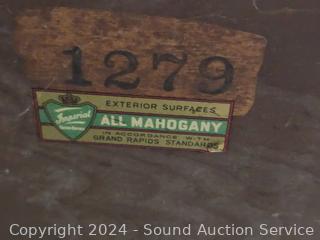 1279
EXTERIOR SURFACES
Imperial
ALL MAHOGANY
IN ACCORDANCE WITH
GRAND RAPIDS STANDARDS
Copyright 2024 - Sound Auction Service